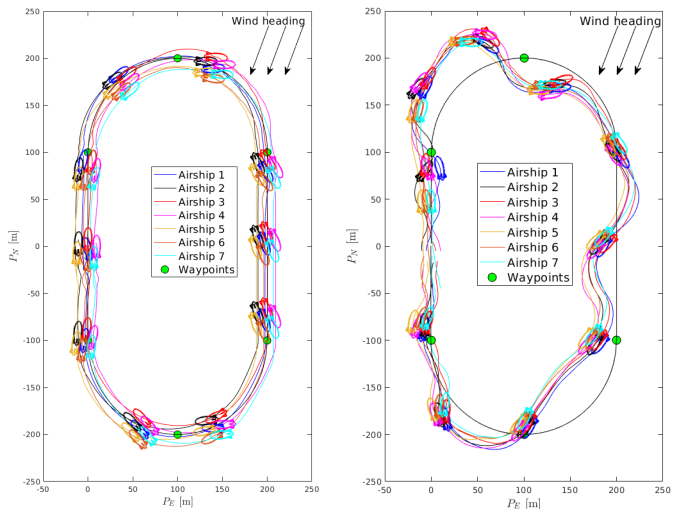 Wind heading
250
200
150
100
50
0
-50
-100
-150
-200
-250
-50
0
50
100
150
200
250
P_N [m]
P_E [m]
Airship 1
Airship 2
Airship 3
Airship 4
Airship 5
Airship 6
Airship 7
Waypoints
Wind heading
250
200
150
100
50
0
-50
-100
-150
-200
-250
-50
0
50
100
150
200
250
P_N [m]
P_E [m]
Airship 1
Airship 2
Airship 3
Airship 4
Airship 5
Airship 6
Airship 7
Waypoints